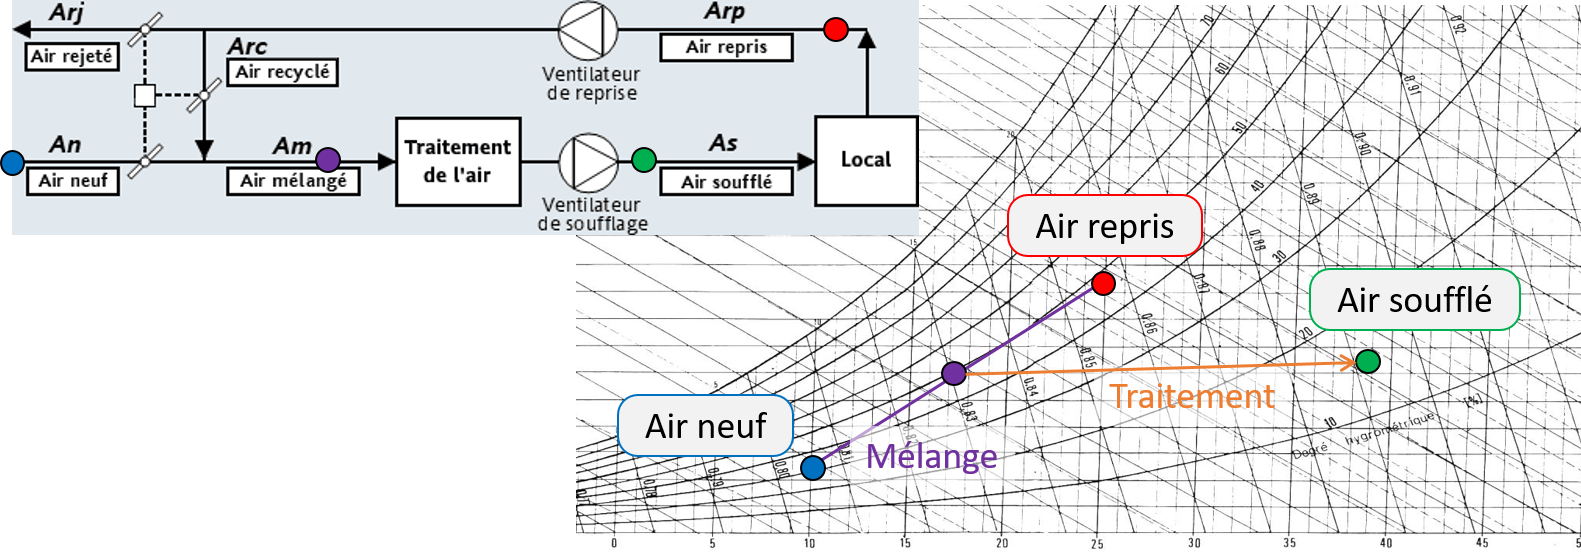 Arj
Air rejeté
Arc
Air recyclé
Ventilateur
de reprise
Arp
Air repris
An
Air neuf
Am
Air mélangé
Traitement
de l'air
Ventilateur
de soufflage
As
Air soufflé
Local
Air repris
Air soufflé
Air neuf
Mélange
Traitement
70
60
50
40
30
20
10
20
15
10
5
0.92
0.91
0.90
0.89
0.88
0.87
0.86
0.85
0.84
0.83
0.81
0.80
0.79
0.78
Degré hygrométrique [%]
0 5 10 15 20 25 30 35 40 45